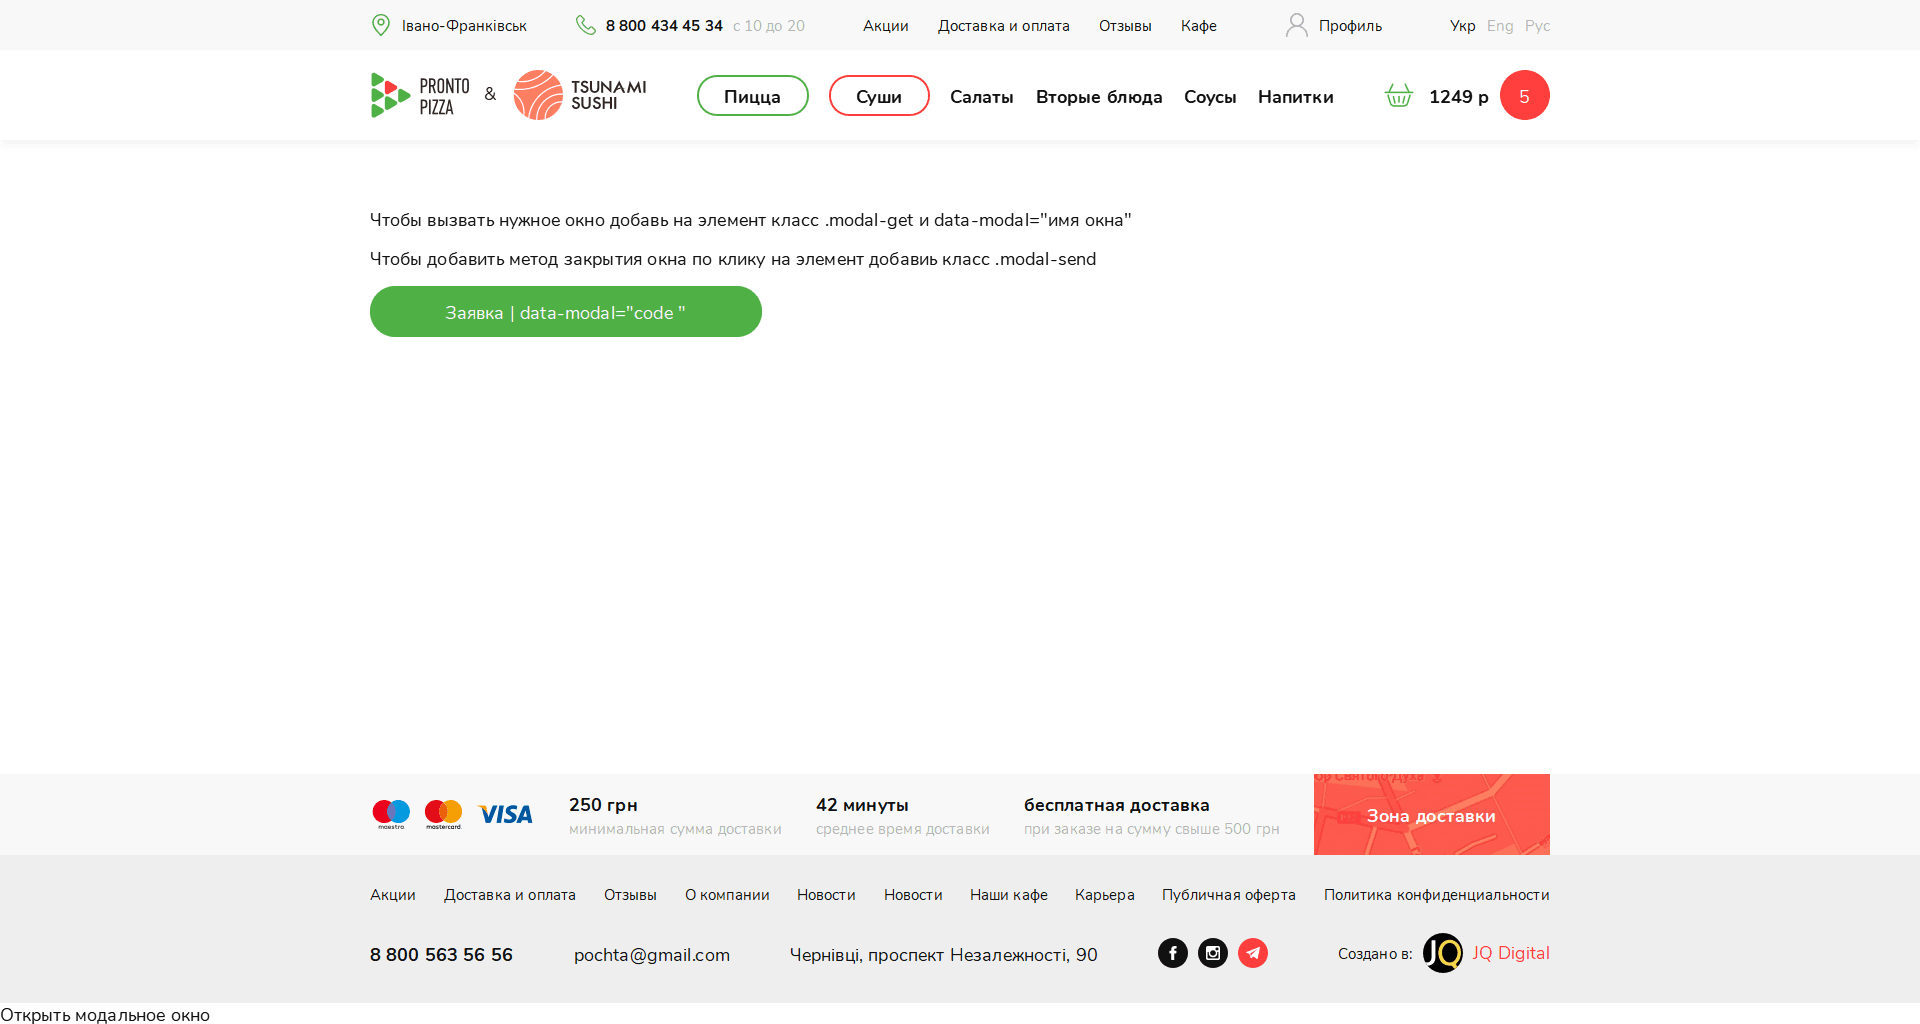 Івано-Франківськ 8 800 434 45 34 с 10 до 20 Акции Доставка и оплата Отзывы Кафе Профиль Укр Eng Рус
PRONTO PIZZA & TSUNAMI SUSHI Пицца Суши Салаты Вторые блюда Соусы Напитки 1249 р 5
Чтобы вызвать нужное окно добавь на элемент класс .modal-get и data-modal="имя окна"
Чтобы добавить метод закрытия окна по клику на элемент добавиь класс .modal-send
Заявка | data-modal="code "
maestro mastercard VISA
250 грн
минимальная сумма доставки
42 минуты
среднее время доставки
бесплатная доставка
при заказе на сумму свыше 500 грн
Святого Духа
Зона доставки
Акции Доставка и оплата Отзывы О компании Новости Новости Наши кафе Карьера Публичная оферта Политика конфиденциальности
8 800 563 56 56 pochta@gmail.com Чернівці, проспект Незалежності, 90 Создано в: JQ JQ Digital
Открыть модальное окно